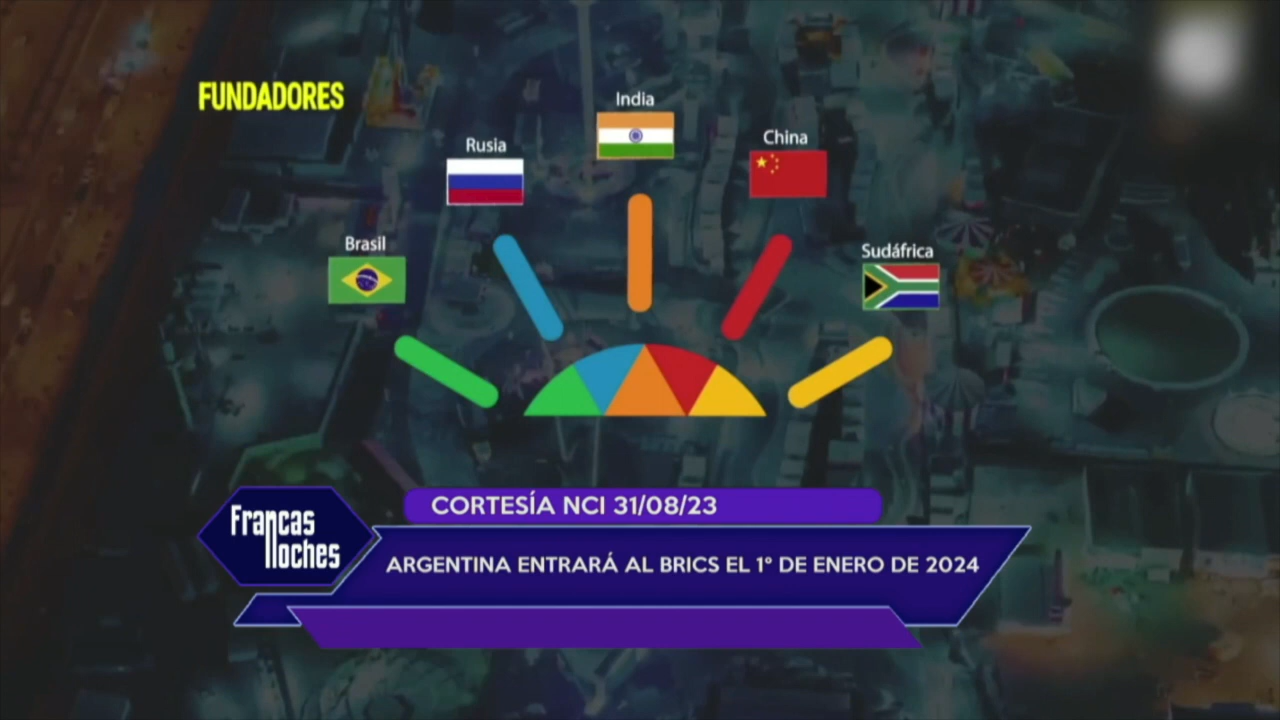 FUNDADORES
India
Rusia
China
Brasil
Sudáfrica
CORTESÍA NCI 31/08/23
Francas
Noches
ARGENTINA ENTRARÁ AL BRICS EL 1º DE ENERO DE 2024